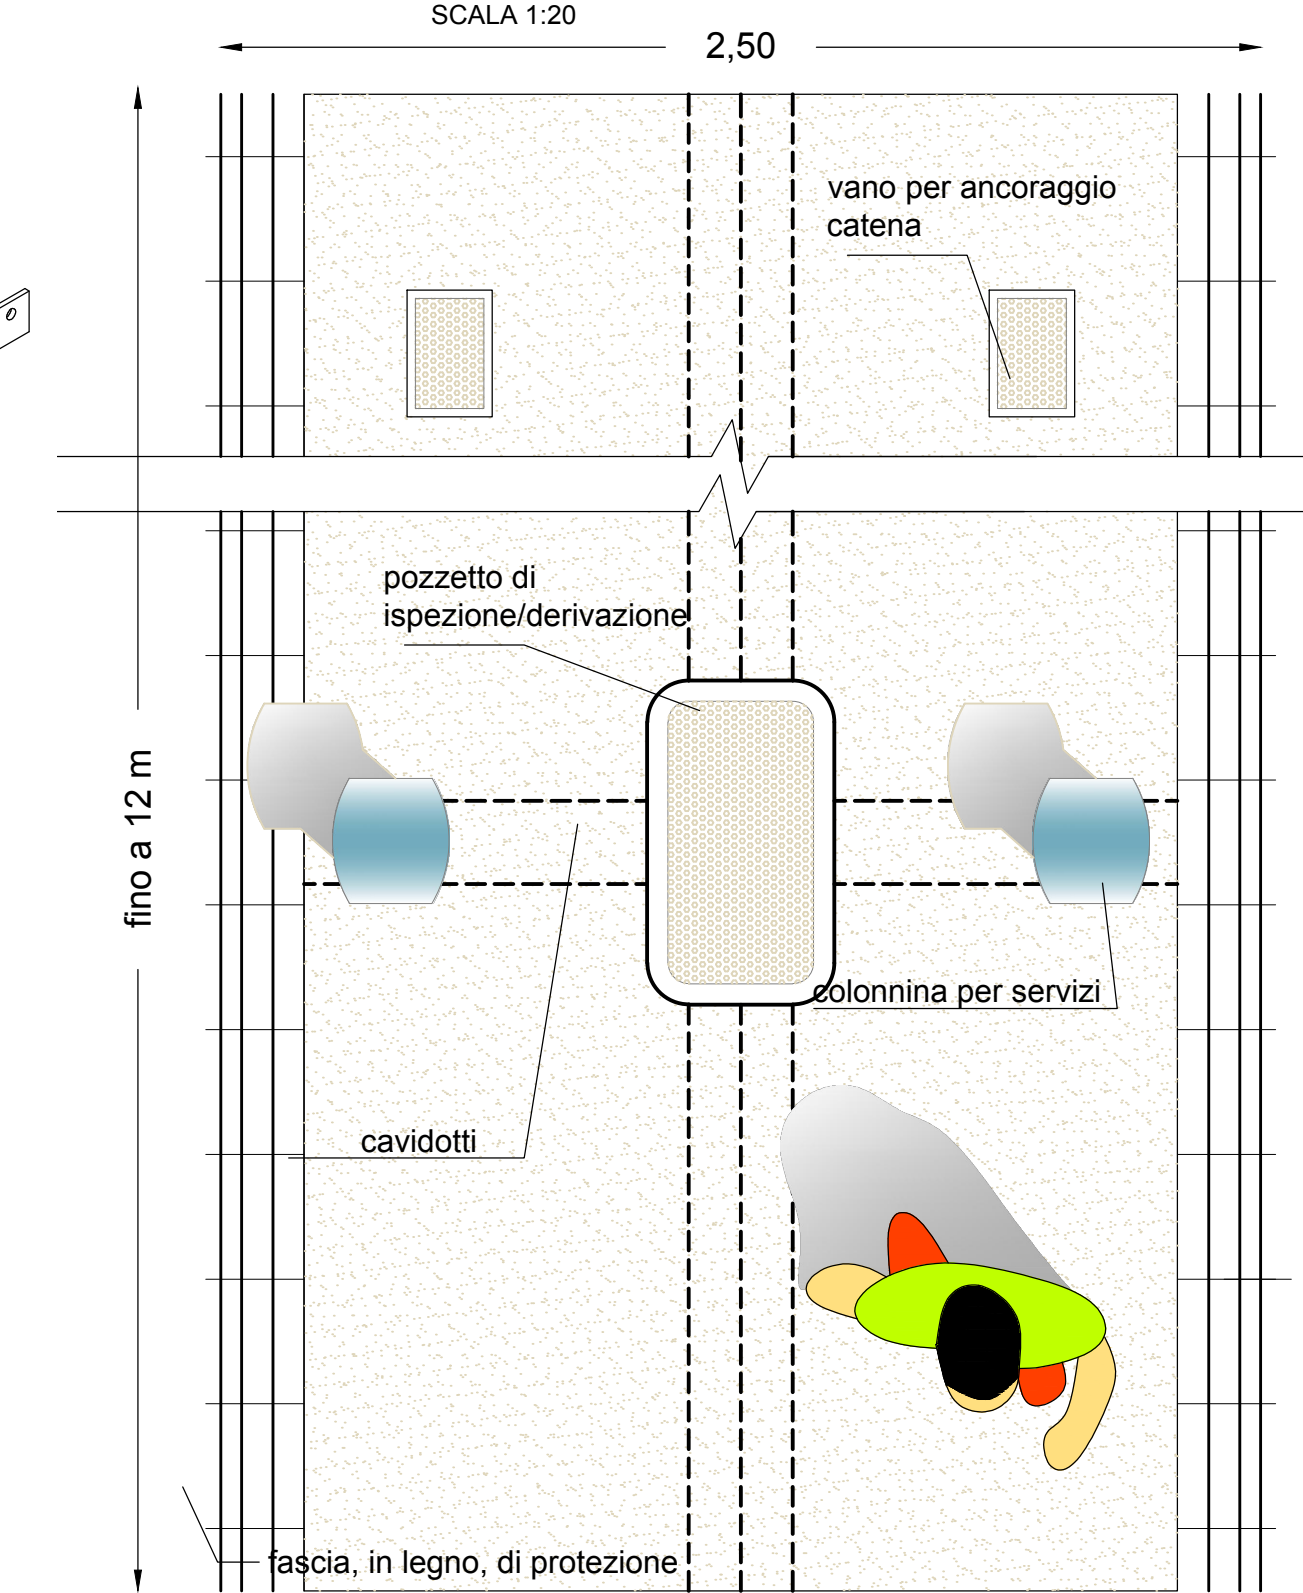 SCALA 1:20
2,50
vano per ancoraggio
catena
pozzetto di
ispezione/derivazione
fino a 12 m
colonnina per servizi
cavidotti
fascia, in legno, di protezione